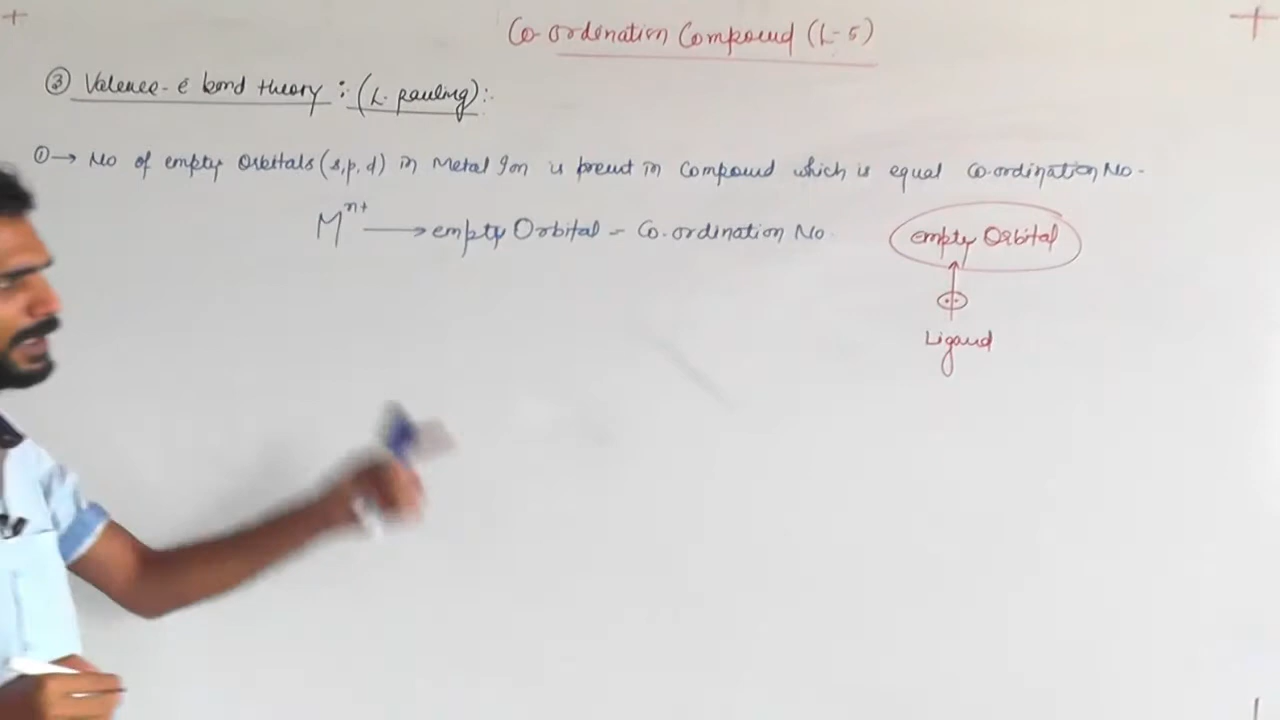 Co-ordination Compound (L-5)
③ Valence-ē bond theory : (L. pauling):-
①→ No of empty Orbitals (s,p,d) in Metal Ion is present in Compound which is equal Co-ordination No-
Mⁿ⁺ → empty Orbital - Co-ordination No.
empty Orbital
Ligand